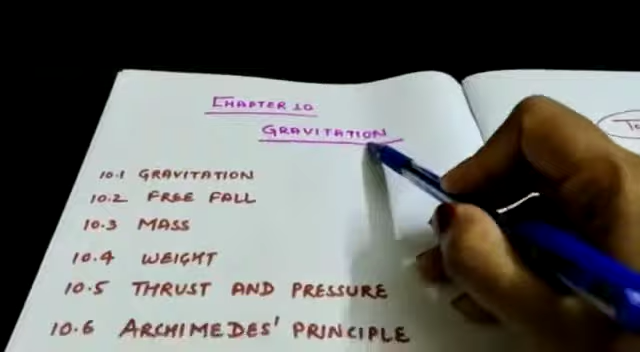 CHAPTER 10
GRAVITATION
10.1 GRAVITATION
10.2 FREE FALL
10.3 MASS
10.4 WEIGHT
10.5 THRUST AND PRESSURE
10.6 ARCHIMEDES' PRINCIPLE